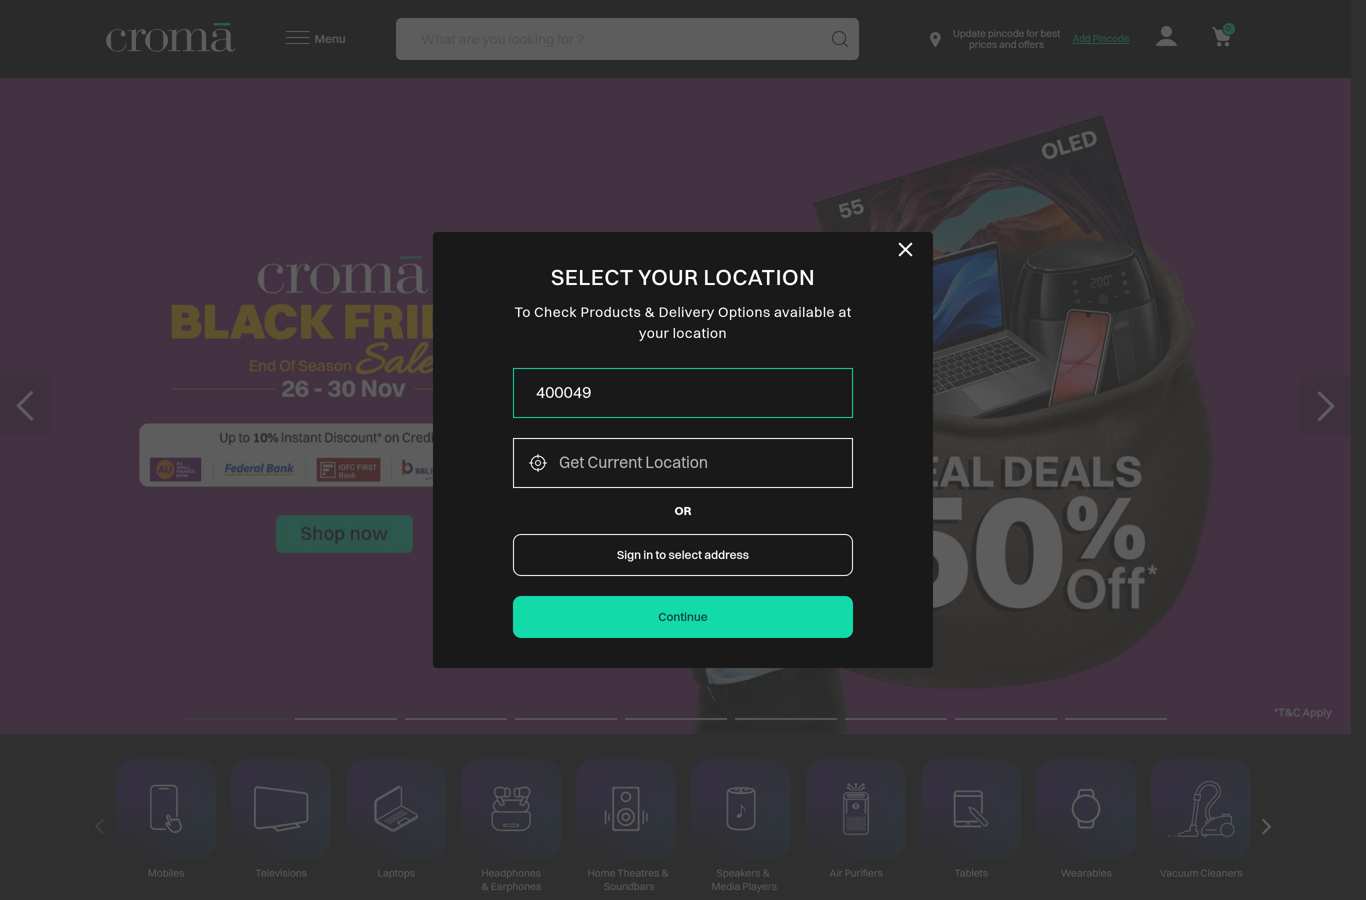 cromā
Menu
What are you looking for ?
Update pincode for best
prices and offers
Add Pincode
0
OLED
55
200°
cromā
BLACK FRI
End Of Season Sale
26 - 30 Nov
Up to 10% Instant Discount* on Credi
AU
Federal Bank
IDFC FIRST
Bank
Shop now
SELECT YOUR LOCATION
To Check Products & Delivery Options available at
your location
400049
Get Current Location
OR
Sign in to select address
Continue
EAL DEALS
50%
Off*
*T&C Apply
Mobiles
Televisions
Laptops
Headphones
& Earphones
Home Theatres &
Soundbars
Speakers &
Media Players
Air Purifiers
Tablets
Wearables
Vacuum Cleaners